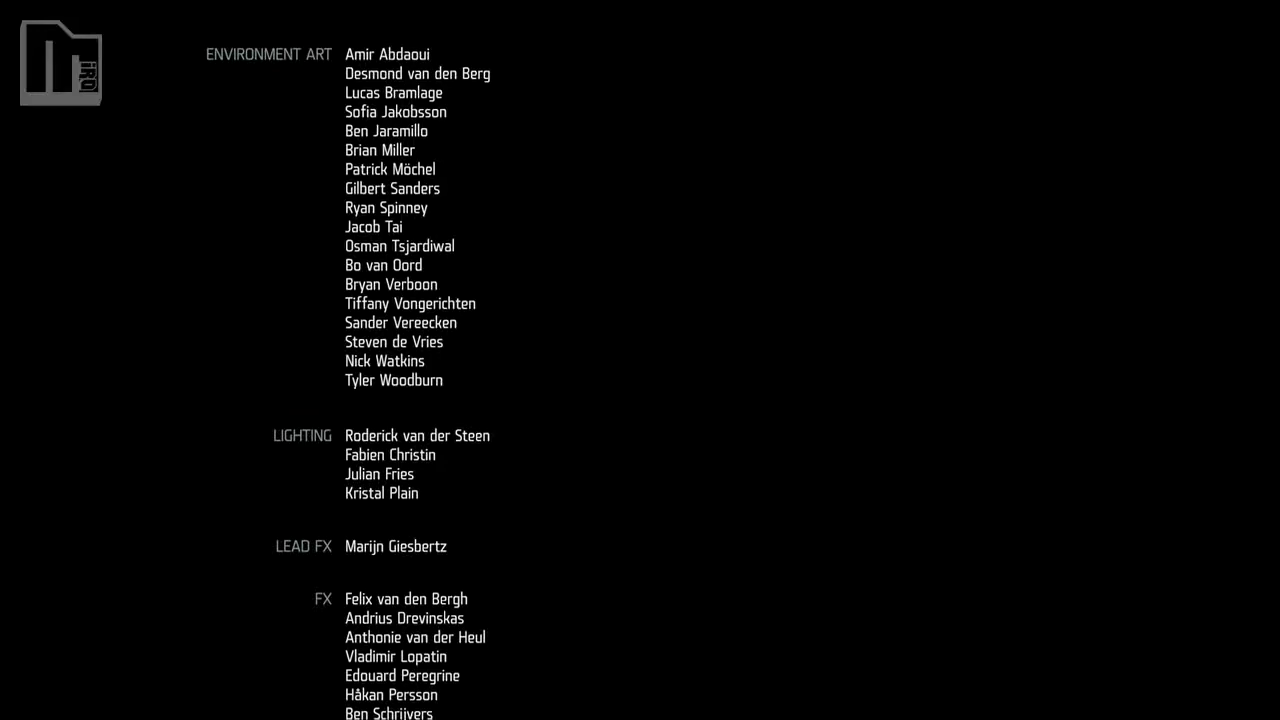 ENVIRONMENT ART Amir Abdaoui
Desmond van den Berg
Lucas Bramlage
Sofia Jakobsson
Ben Jaramillo
Brian Miller
Patrick Möchel
Gilbert Sanders
Ryan Spinney
Jacob Tai
Osman Tsjardiwal
Bo van Oord
Bryan Verboon
Tiffany Vongerichten
Sander Vereecken
Steven de Vries
Nick Watkins
Tyler Woodburn
LIGHTING Roderick van der Steen
Fabien Christin
Julian Fries
Kristal Plain
LEAD FX Marijn Giesbertz
FX Felix van den Bergh
Andrius Drevinskas
Anthonie van der Heul
Vladimir Lopatin
Edouard Peregrine
Håkan Persson
Ben Schrijvers